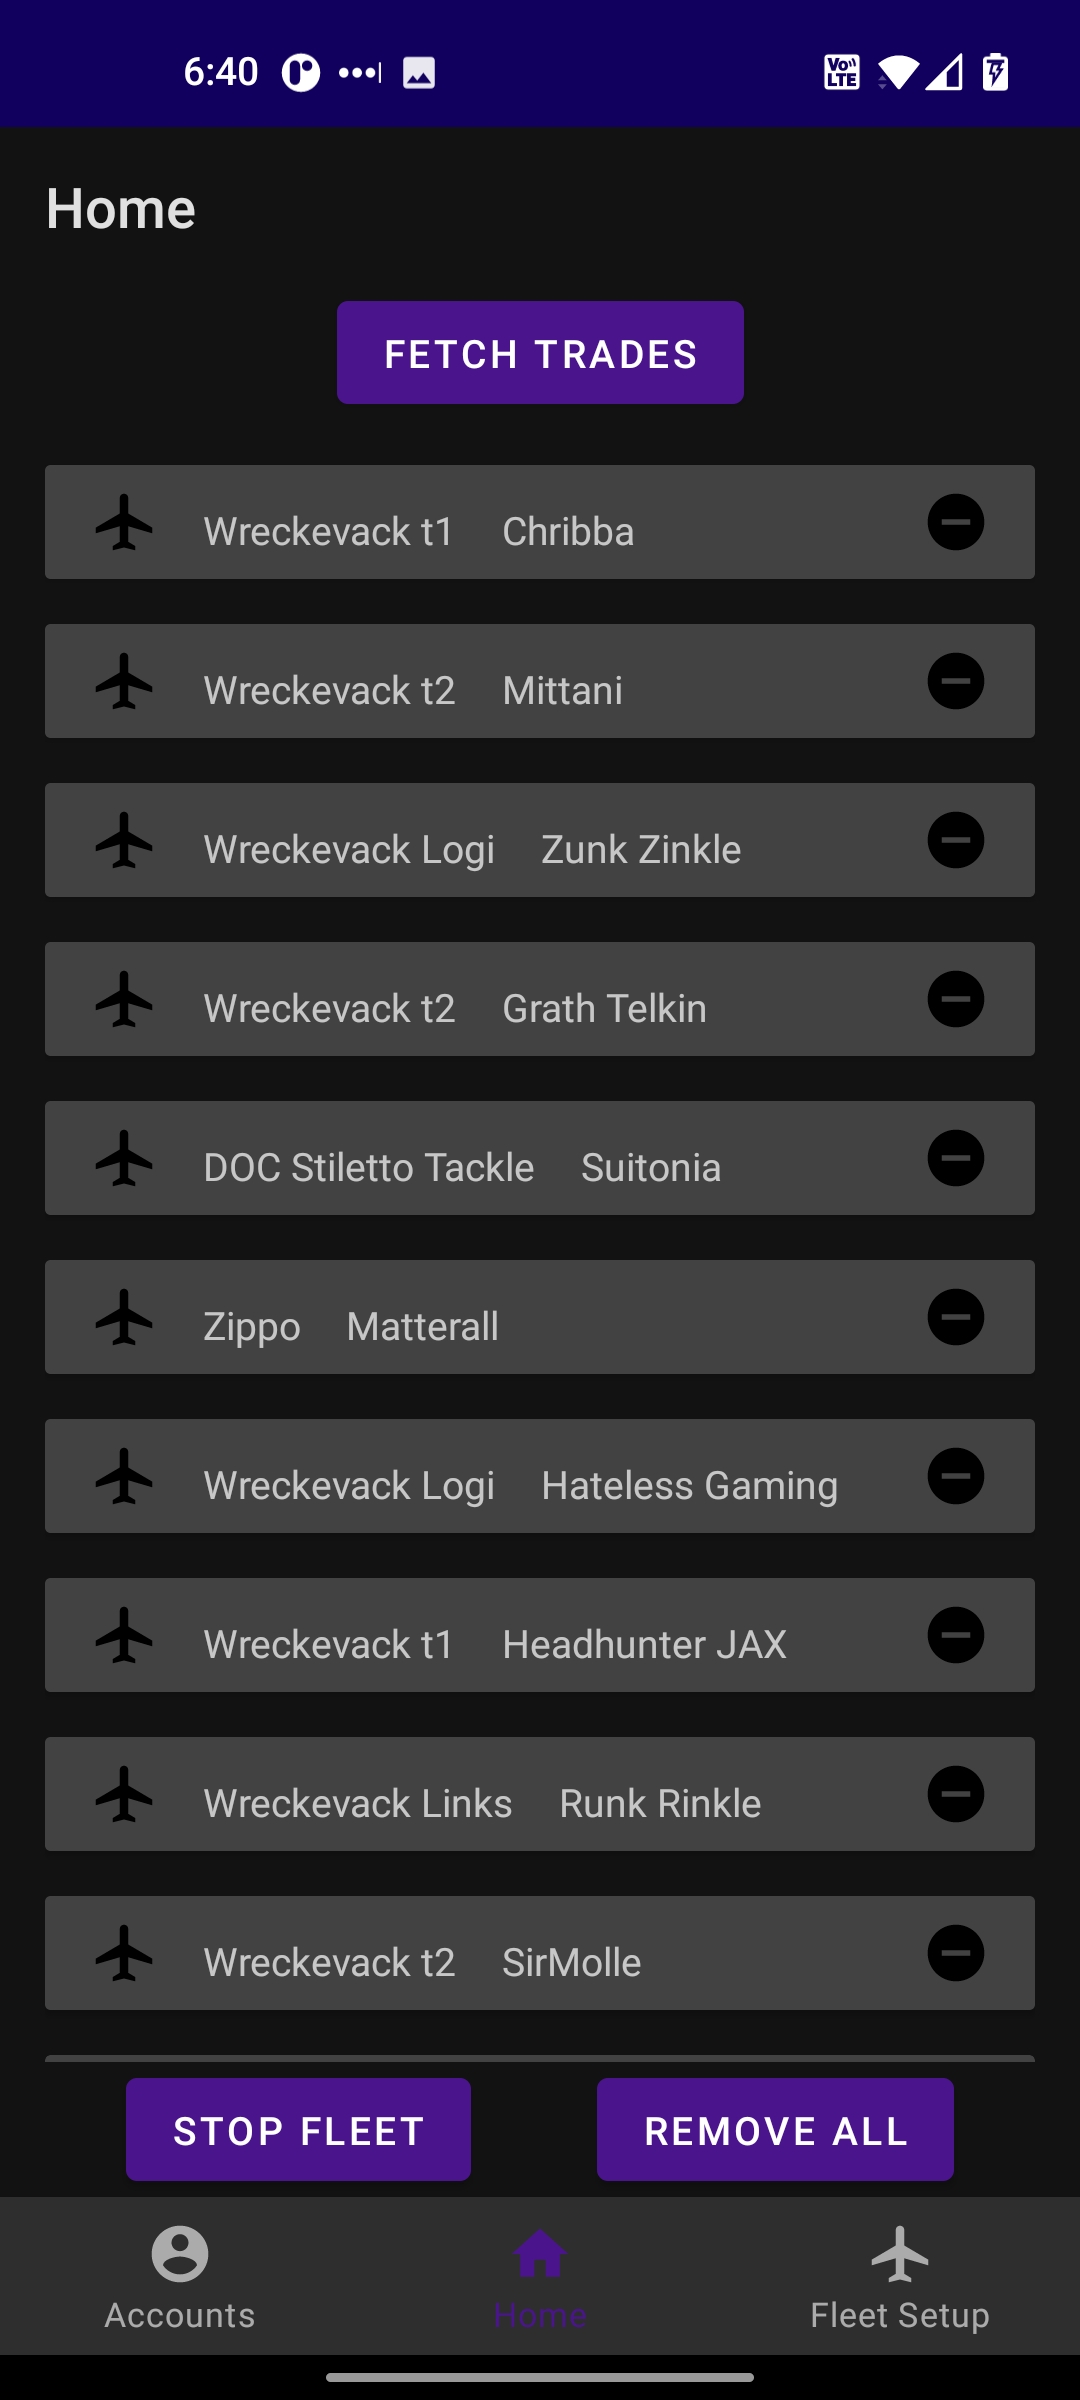 6:40
Vo LTE
Home
FETCH TRADES
Wreckevack t1 Chribba
Wreckevack t2 Mittani
Wreckevack Logi Zunk Zinkle
Wreckevack t2 Grath Telkin
DOC Stiletto Tackle Suitonia
Zippo Matterall
Wreckevack Logi Hateless Gaming
Wreckevack t1 Headhunter JAX
Wreckevack Links Runk Rinkle
Wreckevack t2 SirMolle
STOP FLEET REMOVE ALL
Accounts Home Fleet Setup